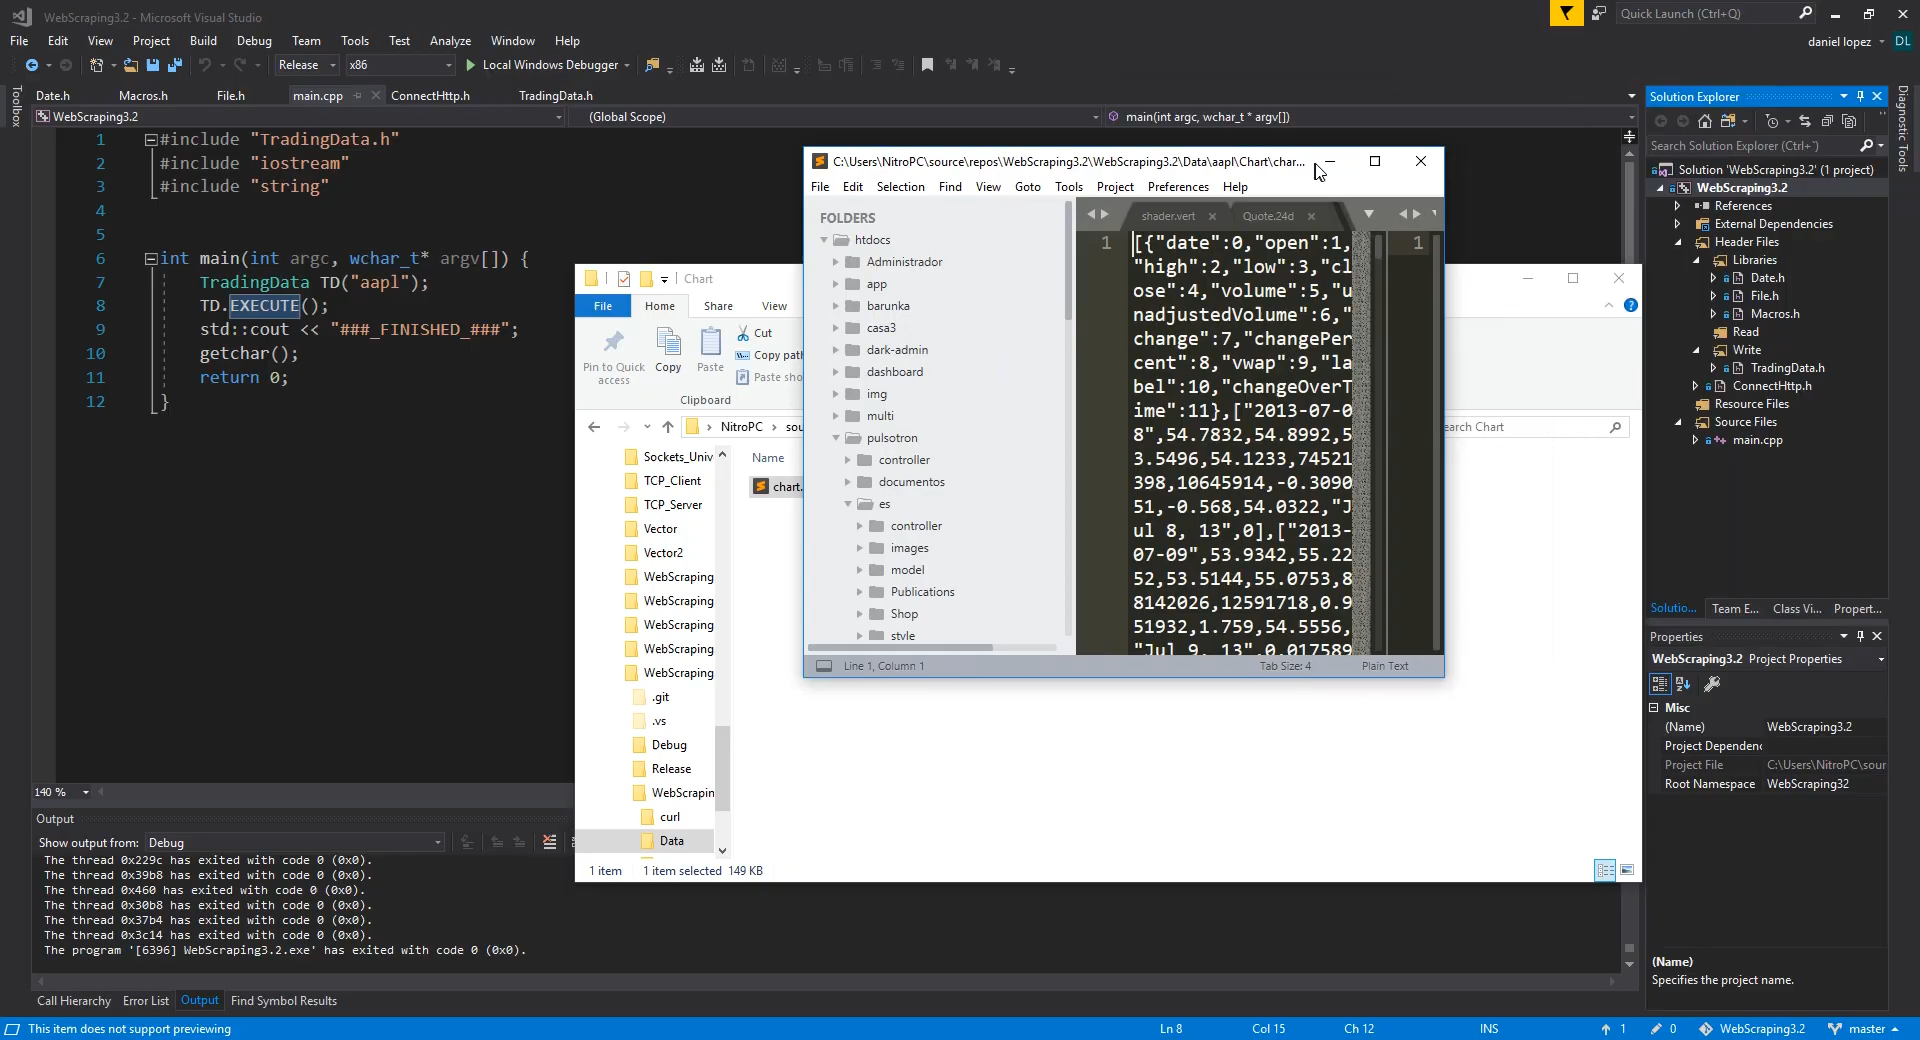 WebScraping3.2 - Microsoft Visual Studio
Quick Launch (Ctrl+Q)
File Edit View Project Build Debug Team Tools Test Analyze Window Help
daniel lopez DL
Release x86 Local Windows Debugger
Toolbox
Date.h Macros.h File.h main.cpp ConnectHttp.h TradingData.h
WebScraping3.2 (Global Scope) main(int argc, wchar_t * argv[])
1 #include "TradingData.h"
2 #include "iostream"
3 #include "string"
4
5
6 int main(int argc, wchar_t* argv[]) {
7 TradingData TD("aapl");
8 TD.EXECUTE();
9 std::cout << "###_FINISHED_###";
10 getchar();
11 return 0;
12 }
140 %
Output
Show output from: Debug
The thread 0x229c has exited with code 0 (0x0).
The thread 0x39b8 has exited with code 0 (0x0).
The thread 0x460 has exited with code 0 (0x0).
The thread 0x30b8 has exited with code 0 (0x0).
The thread 0x37b4 has exited with code 0 (0x0).
The thread 0x3c14 has exited with code 0 (0x0).
The program '[6396] WebScraping3.2.exe' has exited with code 0 (0x0).
Call Hierarchy Error List Output Find Symbol Results
This item does not support previewing
Ln 8 Col 15 Ch 12 INS 1 0 WebScraping3.2 master
Chart
File Home Share View
Pin to Quick access
Copy
Paste
Cut
Copy path
Paste sho
Clipboard
NitroPC sou
earch Chart
Sockets_Univ
TCP_Client
TCP_Server
Vector
Vector2
WebScraping
WebScraping
WebScraping
WebScraping
WebScraping
.git
.vs
Debug
Release
WebScrapin
curl
Data
Name
chart.
1 item 1 item selected 149 KB
C:\Users\NitroPC\source\repos\WebScraping3.2\WebScraping3.2\Data\aapl\Chart\char...
File Edit Selection Find View Goto Tools Project Preferences Help
FOLDERS
htdocs
Administrador
app
barunka
casa3
dark-admin
dashboard
img
multi
pulsotron
controller
documentos
es
controller
images
model
Publications
Shop
style
shader.vert Quote.24d
1 [{"date":0,"open":1,
"high":2,"low":3,"cl
ose":4,"volume":5,"u
nadjustedVolume":6,"
change":7,"changePer
cent":8,"vwap":9,"la
bel":10,"changeOverT
ime":11},["2013-07-0
8",54.7832,54.8992,5
3.5496,54.1233,74521
398,10645914,-0.3090
51,-0.568,54.0322,"J
ul 8, 13",0],["2013-
07-09",53.9342,55.22
52,53.5144,55.0753,8
8142026,12591718,0.9
51932,1.759,54.5556,
"Jul 9, 13",0.017589
1
Line 1, Column 1 Tab Size: 4 Plain Text
Solution Explorer
Search Solution Explorer (Ctrl+´)
Solution 'WebScraping3.2' (1 project)
WebScraping3.2
References
External Dependencies
Header Files
Libraries
Date.h
File.h
Macros.h
Read
Write
TradingData.h
ConnectHttp.h
Resource Files
Source Files
main.cpp
Solutio... Team E... Class Vi... Propert...
Diagnostic Tools
Properties
WebScraping3.2 Project Properties
Misc
(Name) WebScraping3.2
Project Dependenc
Project File C:\Users\NitroPC\sour
Root Namespace WebScraping32
(Name)
Specifies the project name.